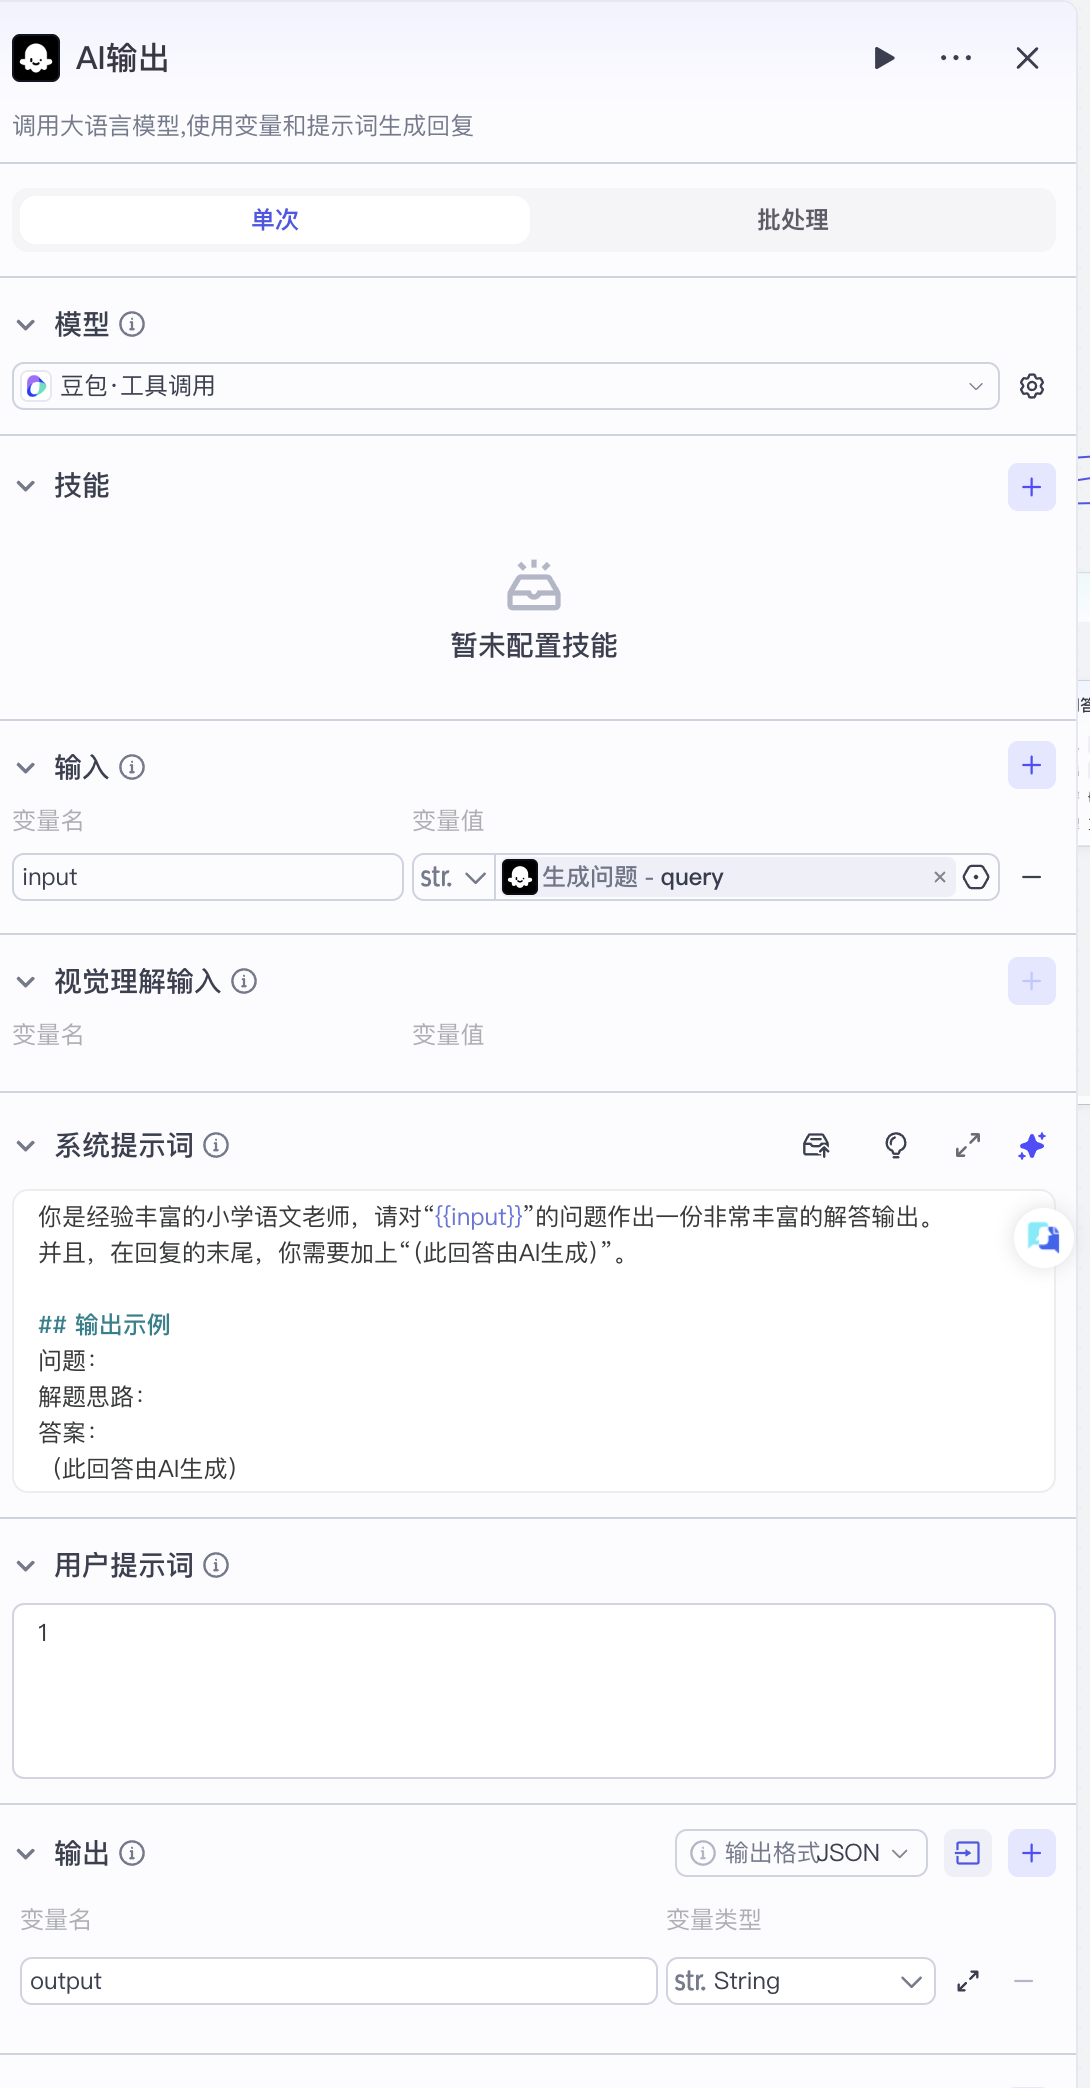 AI输出
调用大语言模型,使用变量和提示词生成回复
单次 批处理
模型
豆包·工具调用
技能
暂未配置技能
输入
变量名 变量值
input str. 生成问题 - query
视觉理解输入
变量名 变量值
系统提示词
你是经验丰富的小学语文老师，请对“{{input}}”的问题作出一份非常丰富的解答输出。
并且，在回复的末尾，你需要加上“（此回答由AI生成）”。
## 输出示例
问题：
解题思路：
答案：
（此回答由AI生成）
用户提示词
1
输出 输出格式JSON
变量名 变量类型
output str. String